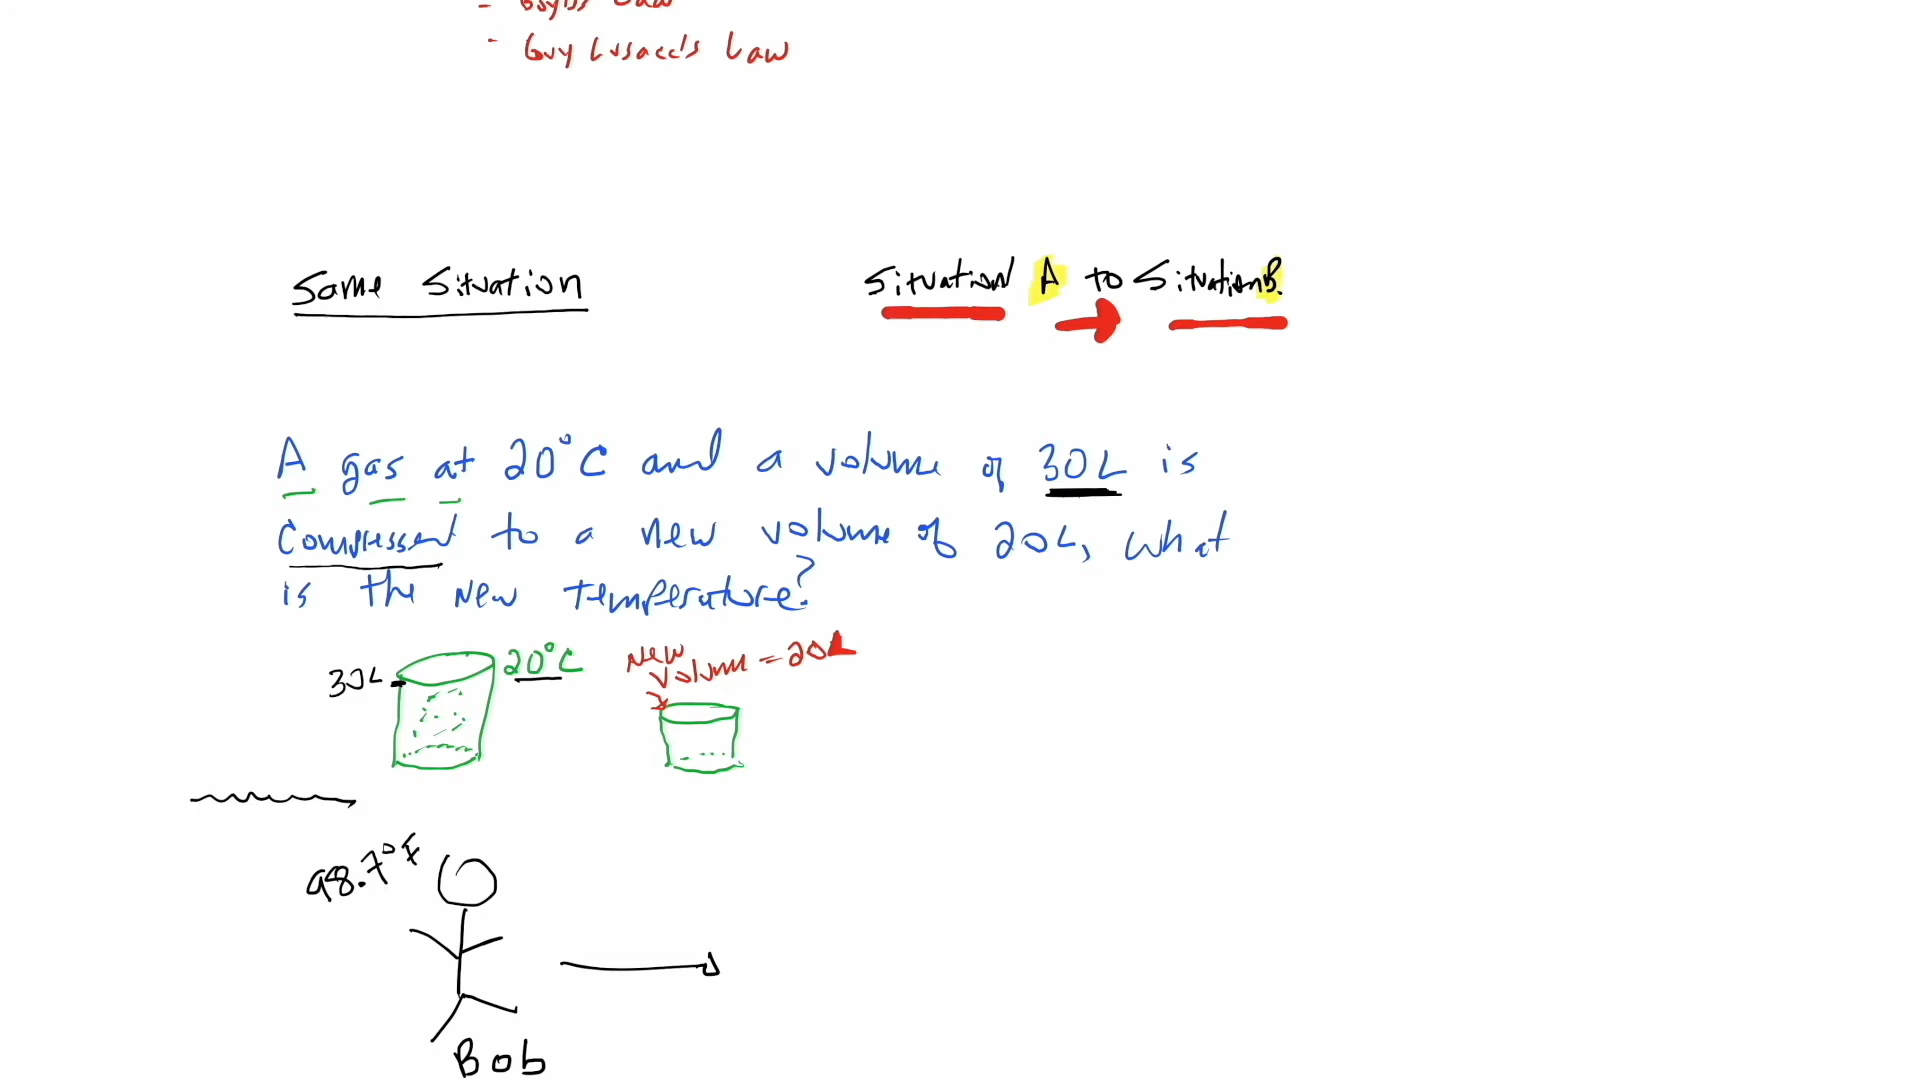 - Law
- Guy Lusacc's Law
Same Situation
Situation A to Situation B.
A gas at 20°C and a volume of 30L is
Compressed to a new volume of 20L, what
is the new temperature?
30L
20°C
New
Volume = 20L
98.7°F
Bob